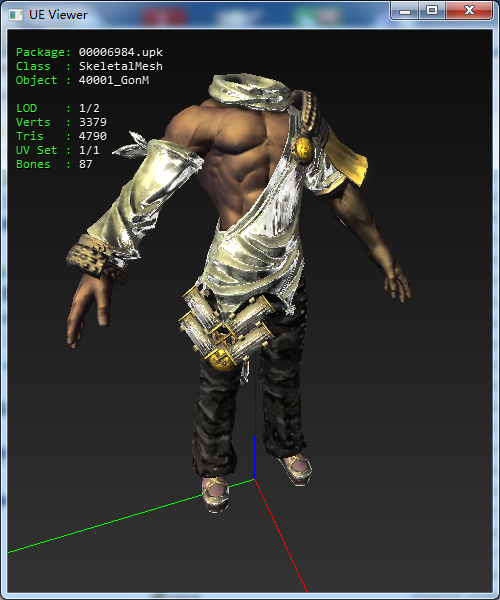 UE Viewer
Package: 00006984.upk
Class : SkeletalMesh
Object : 40001_GonM
LOD : 1/2
Verts : 3379
Tris : 4790
UV Set : 1/1
Bones : 87